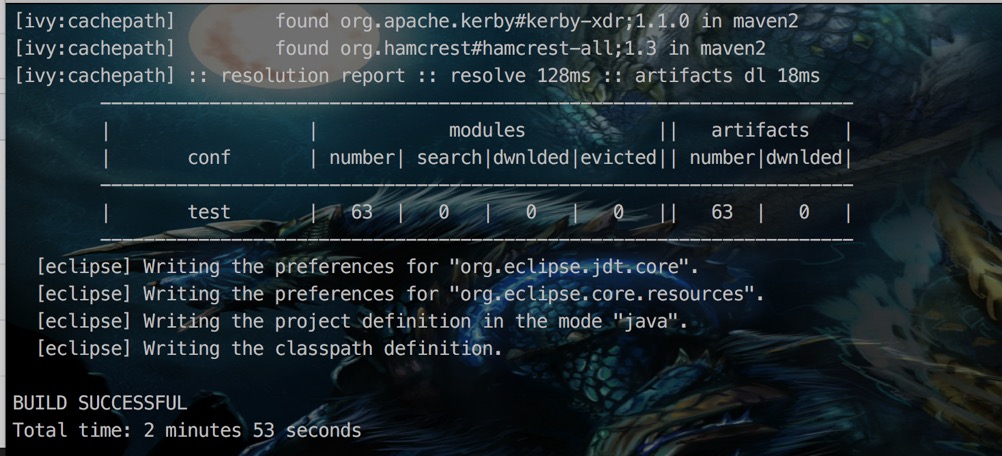 [ivy:cachepath]         found org.apache.kerby#kerby-xdr;1.1.0 in maven2
[ivy:cachepath]         found org.hamcrest#hamcrest-all;1.3 in maven2
[ivy:cachepath] :: resolution report :: resolve 128ms :: artifacts dl 18ms
        ---------------------------------------------------------------------
        |                  |            modules            ||   artifacts   |
        |       conf       | number| search|dwnlded|evicted|| number|dwnlded|
        ---------------------------------------------------------------------
        |       test       |   63  |   0   |   0   |   0   ||   63  |   0   |
        ---------------------------------------------------------------------
  [eclipse] Writing the preferences for "org.eclipse.jdt.core".
  [eclipse] Writing the preferences for "org.eclipse.core.resources".
  [eclipse] Writing the project definition in the mode "java".
  [eclipse] Writing the classpath definition.

BUILD SUCCESSFUL
Total time: 2 minutes 53 seconds